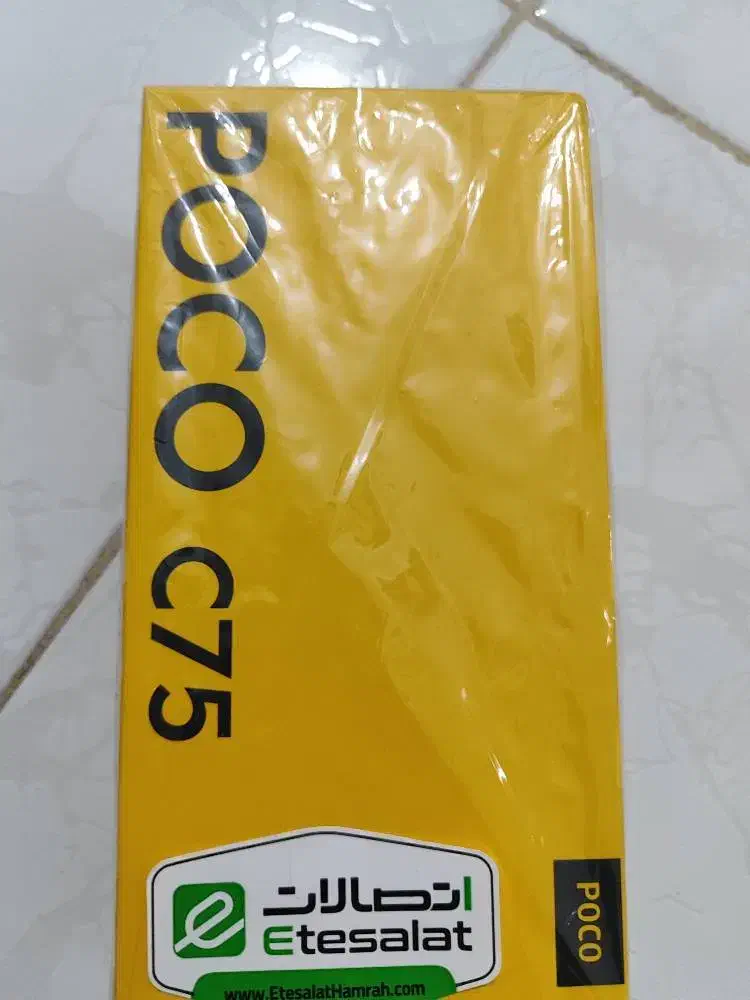 POCO C75
اتصالات
Etesalat
www.EtesalatHamrah.com
POCO